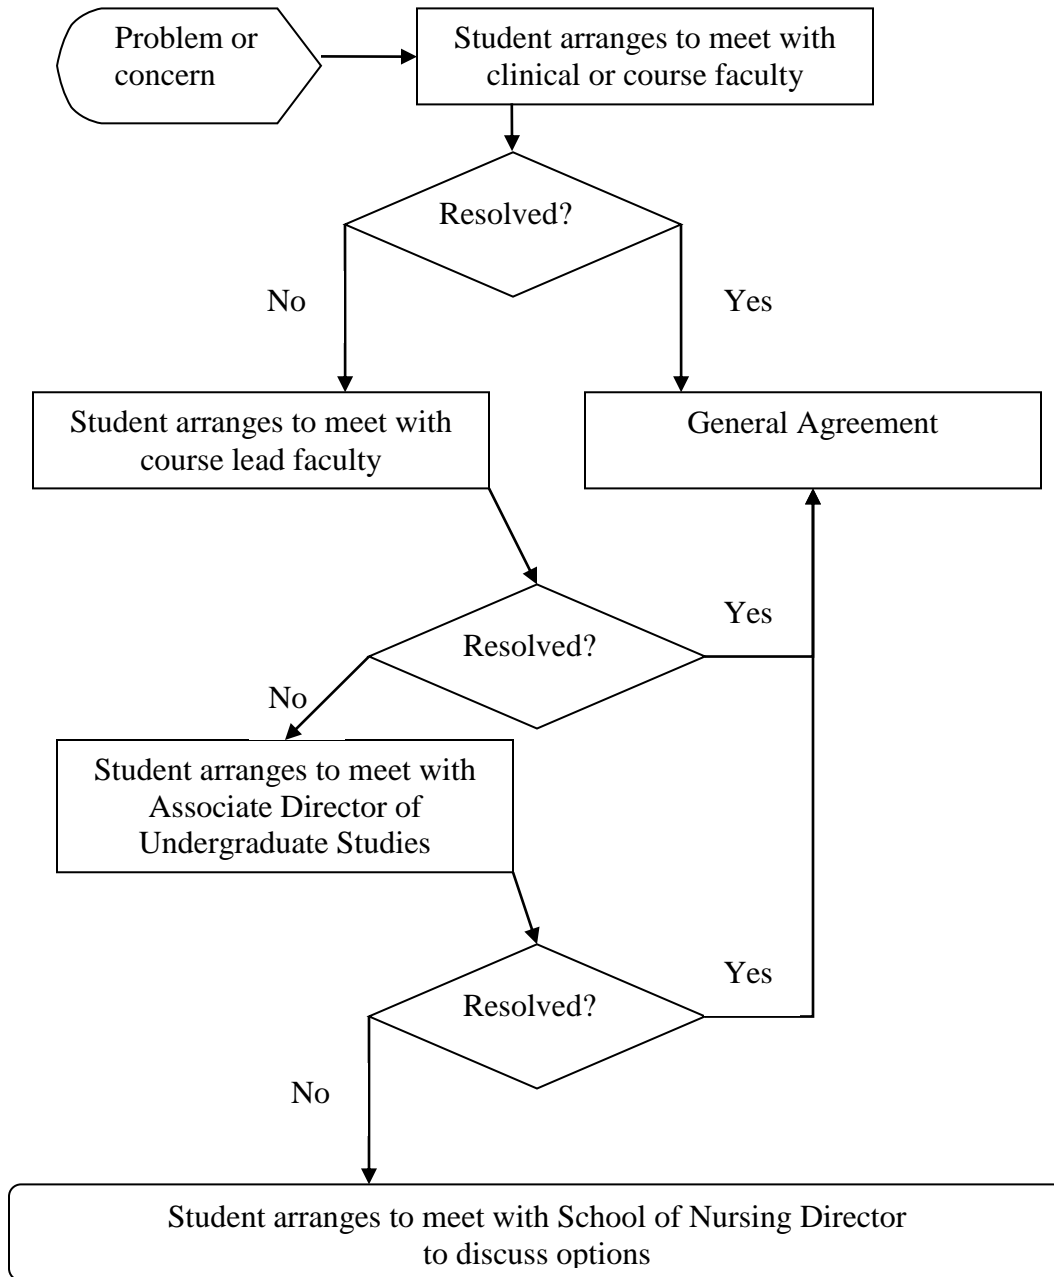 Problem or
concern
Student arranges to meet with
clinical or course faculty
Resolved?
No
Yes
Student arranges to meet with
course lead faculty
General Agreement
Resolved?
Yes
No
Student arranges to meet with
Associate Director of
Undergraduate Studies
Resolved?
Yes
No
Student arranges to meet with School of Nursing Director
to discuss options